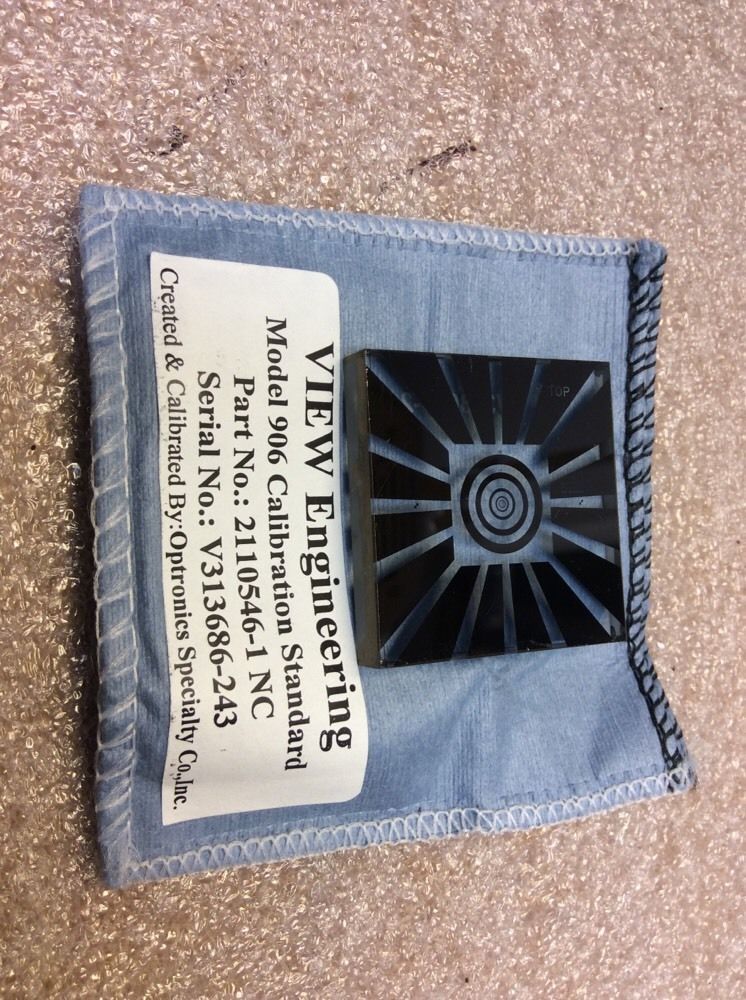 VIEW Engineering
Model 906 Calibration Standard
Part No.: 2110546-1 NC
Serial No.: V313686-243
Created & Calibrated By:Optronics Specialty Co.,Inc.
TOP